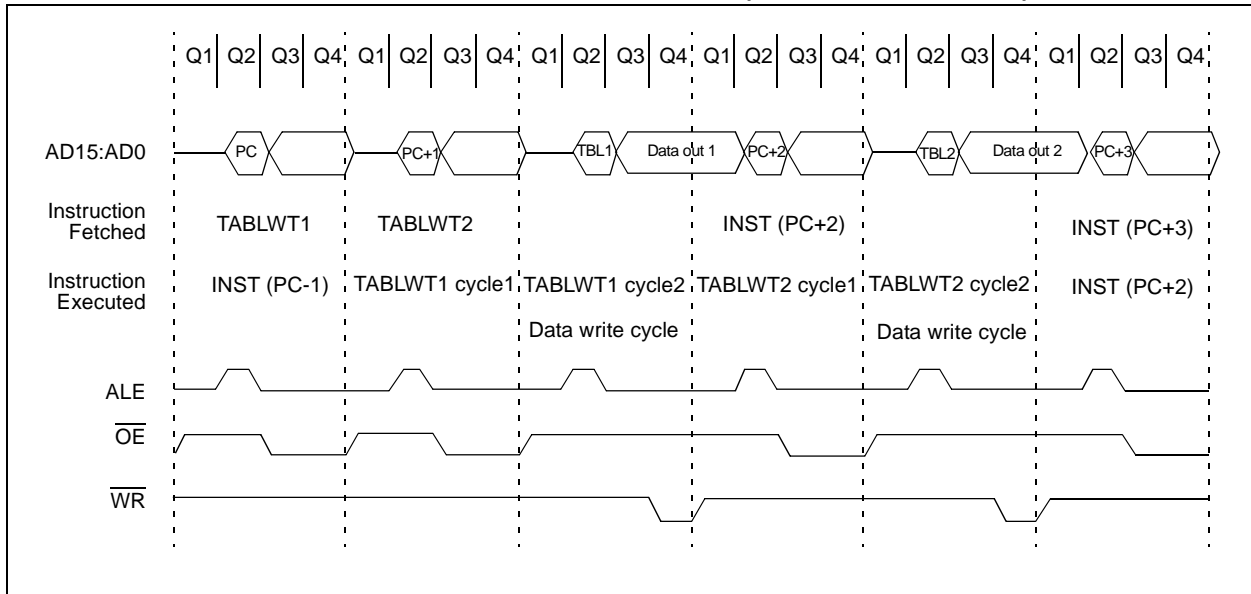 Q1 Q2 Q3 Q4 Q1 Q2 Q3 Q4 Q1 Q2 Q3 Q4 Q1 Q2 Q3 Q4 Q1 Q2 Q3 Q4 Q1 Q2 Q3 Q4
AD15:AD0 PC PC+1 TBL1 Data out 1 PC+2 TBL2 Data out 2 PC+3
Instruction
Fetched TABLWT1 TABLWT2 INST (PC+2) INST (PC+3)
Instruction
Executed INST (PC-1) TABLWT1 cycle1 TABLWT1 cycle2 TABLWT2 cycle1 TABLWT2 cycle2 INST (PC+2)
Data write cycle Data write cycle
ALE
OE
WR